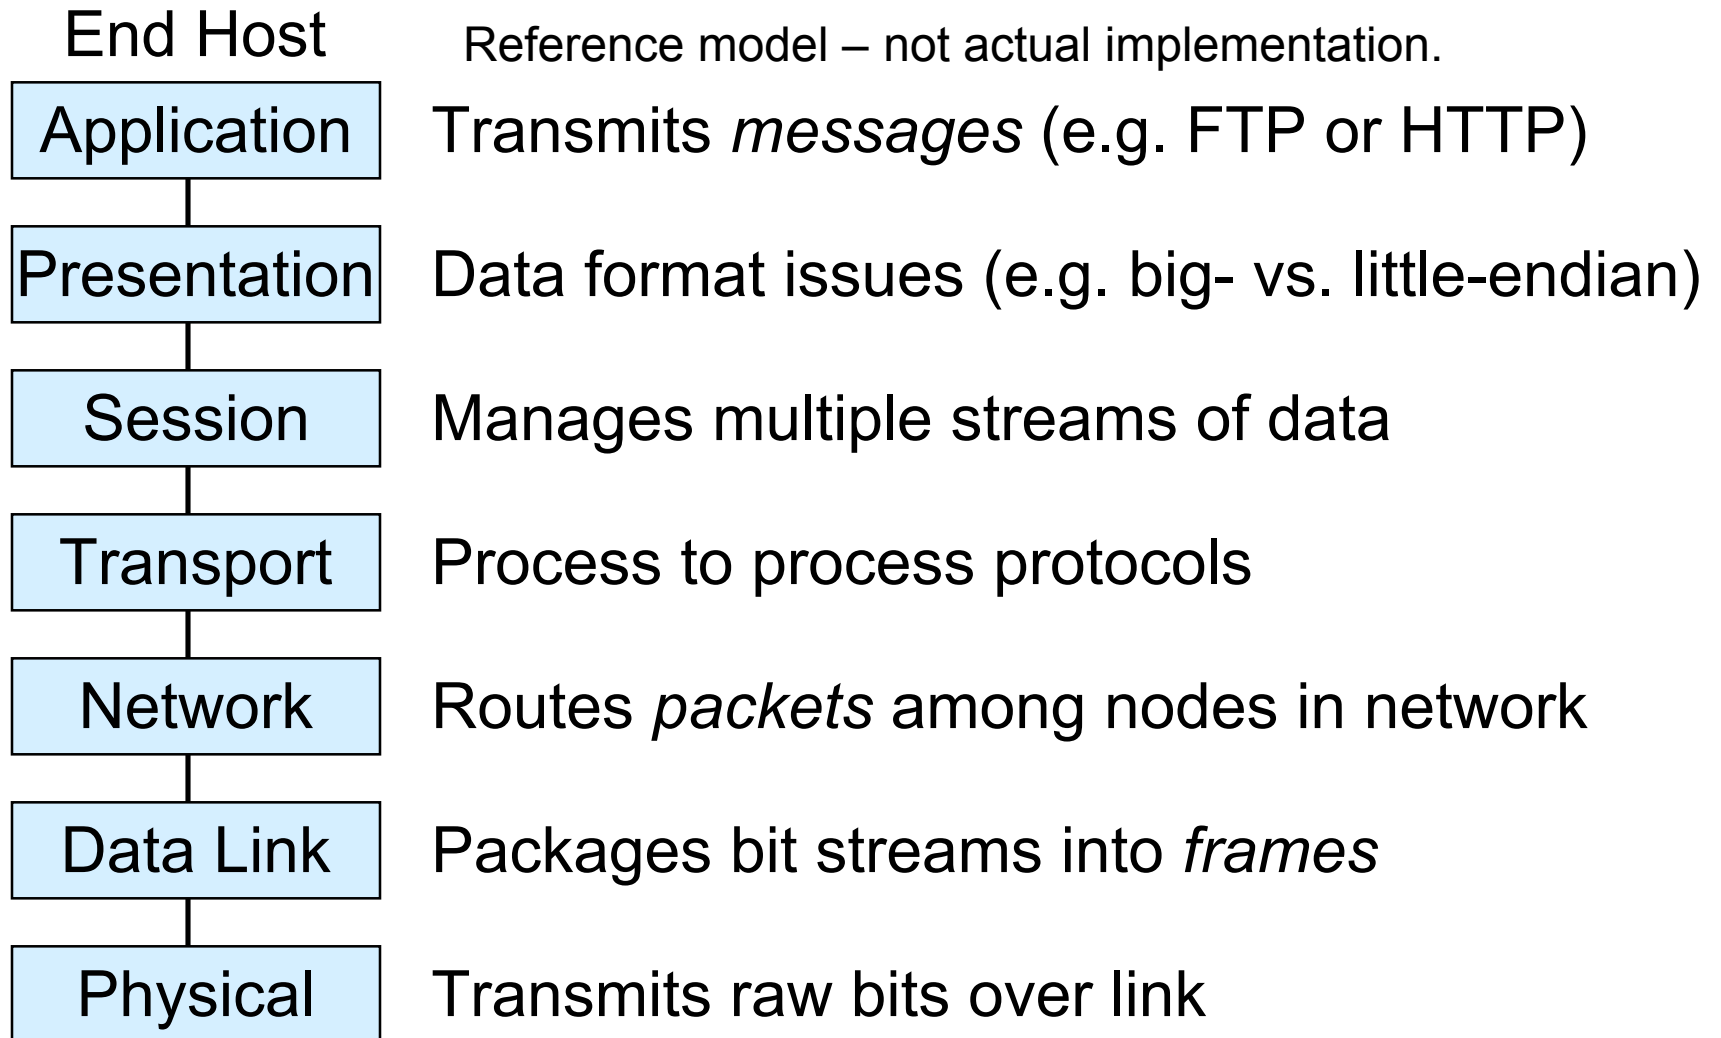 End Host
Reference model – not actual implementation.
Application
Transmits messages (e.g. FTP or HTTP)
Presentation
Data format issues (e.g. big- vs. little-endian)
Session
Manages multiple streams of data
Transport
Process to process protocols
Network
Routes packets among nodes in network
Data Link
Packages bit streams into frames
Physical
Transmits raw bits over link